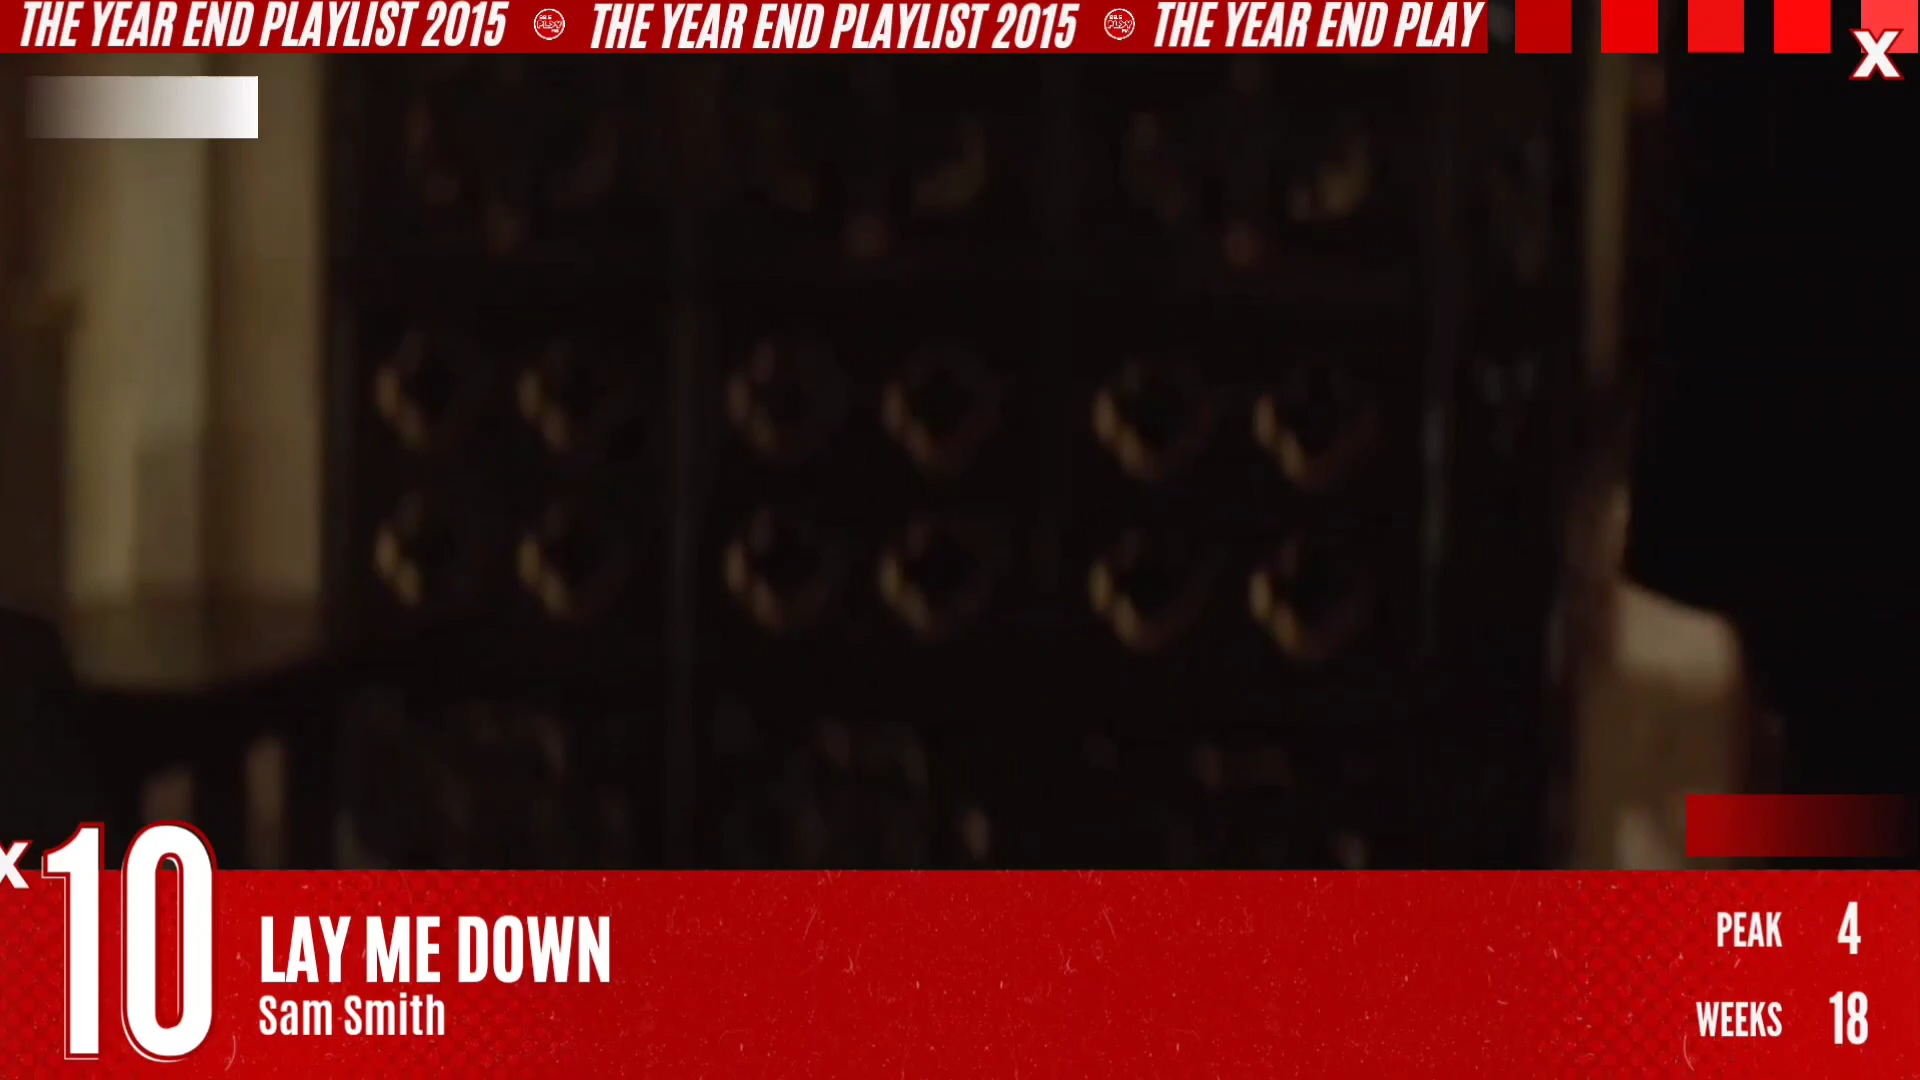 THE YEAR END PLAYLIST 2015 THE YEAR END PLAYLIST 2015 THE YEAR END PLAY
X
X
10
LAY ME DOWN
Sam Smith
PEAK 4
WEEKS 18